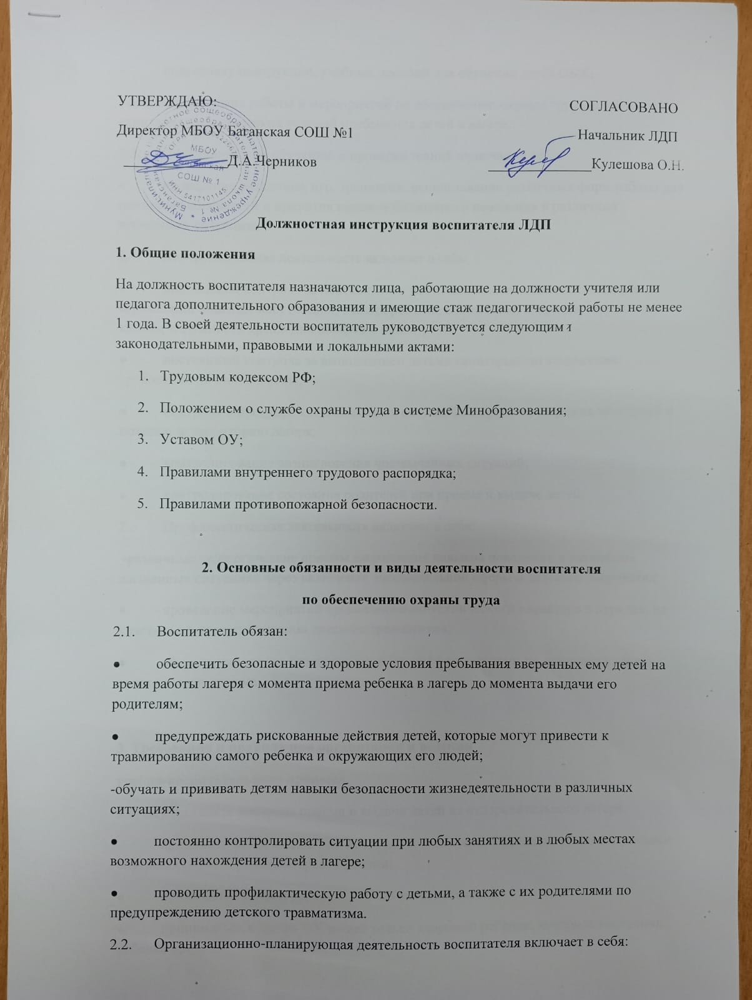 УТВЕРЖДАЮ: СОГЛАСОВАНО
Директор МБОУ Баганская СОШ №1 Начальник ЛДП
Д.А.Черников Кулешова О.Н.
МБОУ
СОШ № 1
ИНН 5417101145
Должностная инструкция воспитателя ЛДП
1. Общие положения
На должность воспитателя назначаются лица, работающие на должности учителя или
педагога дополнительного образования и имеющие стаж педагогической работы не менее
1 года. В своей деятельности воспитатель руководствуется следующими
законодательными, правовыми и локальными актами:
1. Трудовым кодексом РФ;
2. Положением о службе охраны труда в системе Минобразования;
3. Уставом ОУ;
4. Правилами внутреннего трудового распорядка;
5. Правилами противопожарной безопасности.
2. Основные обязанности и виды деятельности воспитателя
по обеспечению охраны труда
2.1. Воспитатель обязан:
● обеспечить безопасные и здоровые условия пребывания вверенных ему детей на
время работы лагеря с момента приема ребенка в лагерь до момента выдачи его
родителям;
● предупреждать рискованные действия детей, которые могут привести к
травмированию самого ребенка и окружающих его людей;
-обучать и прививать детям навыки безопасности жизнедеятельности в различных
ситуациях;
● постоянно контролировать ситуации при любых занятиях и в любых местах
возможного нахождения детей в лагере;
● проводить профилактическую работу с детьми, а также с их родителями по
предупреждению детского травматизма.
2.2. Организационно-планирующая деятельность воспитателя включает в себя: